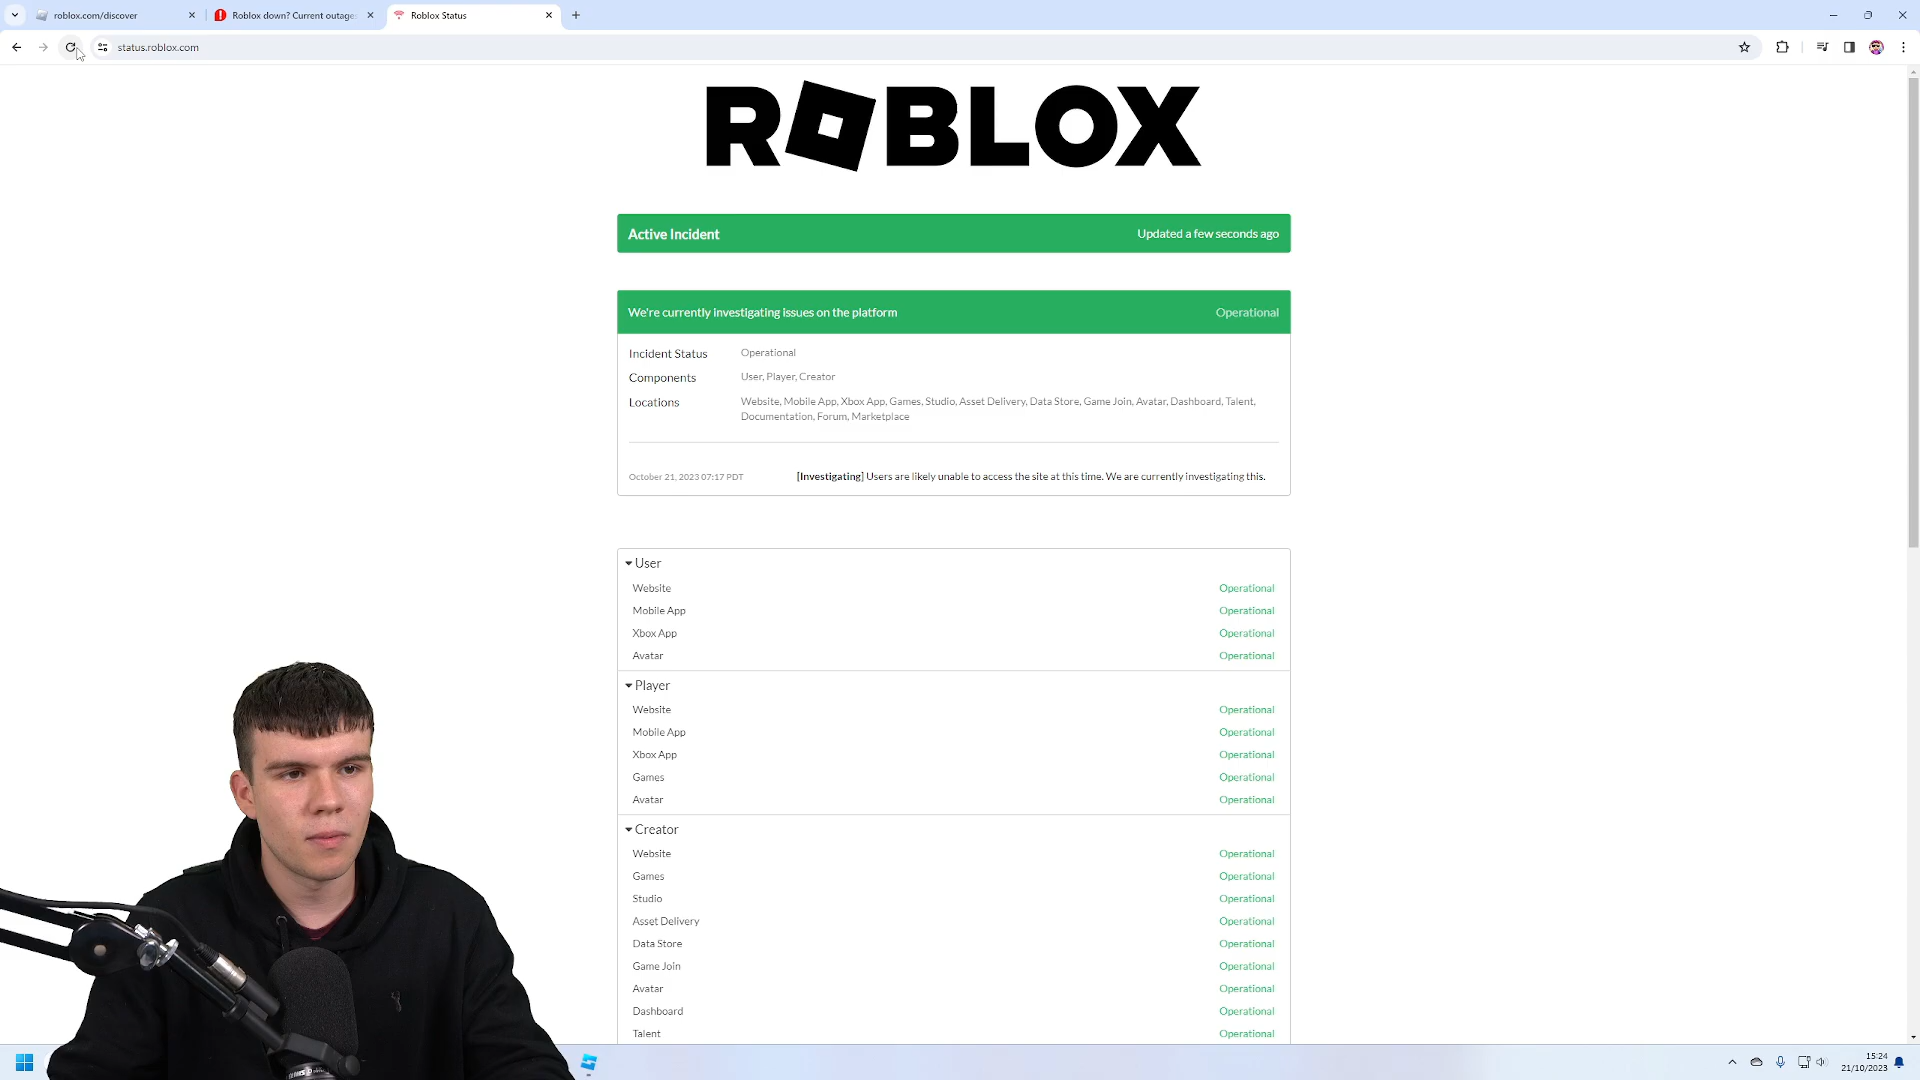 roblox.com/discover
Roblox down? Current outages
Roblox Status
status.roblox.com
ROBLOX
Active Incident
Updated a few seconds ago
We're currently investigating issues on the platform
Operational
Incident Status
Operational
Components
User, Player, Creator
Locations
Website, Mobile App, Xbox App, Games, Studio, Asset Delivery, Data Store, Game Join, Avatar, Dashboard, Talent,
Documentation, Forum, Marketplace
October 21, 2023 07:17 PDT
[Investigating] Users are likely unable to access the site at this time. We are currently investigating this.
User
Website Operational
Mobile App Operational
Xbox App Operational
Avatar Operational
Player
Website Operational
Mobile App Operational
Xbox App Operational
Games Operational
Avatar Operational
Creator
Website Operational
Games Operational
Studio Operational
Asset Delivery Operational
Data Store Operational
Game Join Operational
Avatar Operational
Dashboard Operational
Talent Operational
15:24
21/10/2023